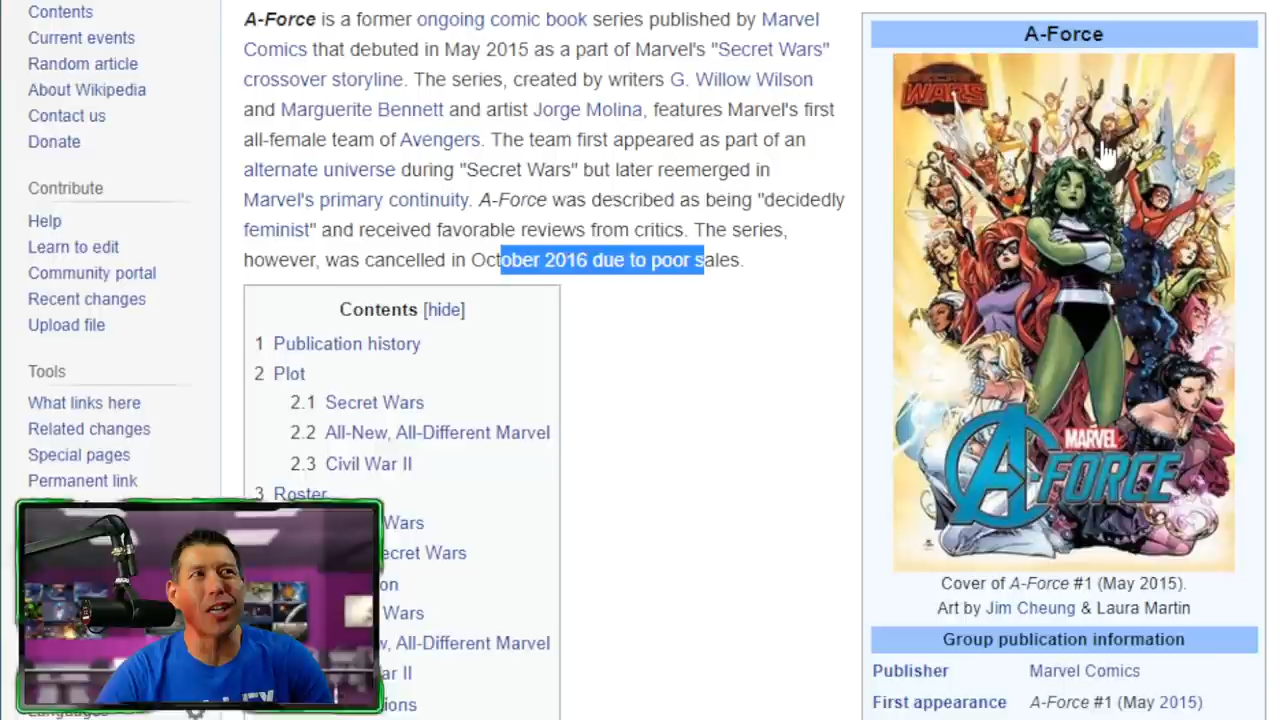 Contents
Current events
Random article
About Wikipedia
Contact us
Donate
Contribute
Help
Learn to edit
Community portal
Recent changes
Upload file
Tools
What links here
Related changes
Special pages
Permanent link
Languages
A-Force is a former ongoing comic book series published by Marvel
Comics that debuted in May 2015 as a part of Marvel's "Secret Wars"
crossover storyline. The series, created by writers G. Willow Wilson
and Marguerite Bennett and artist Jorge Molina, features Marvel's first
all-female team of Avengers. The team first appeared as part of an
alternate universe during "Secret Wars" but later reemerged in
Marvel's primary continuity. A-Force was described as being "decidedly
feminist" and received favorable reviews from critics. The series,
however, was cancelled in October 2016 due to poor sales.
Contents [hide]
1 Publication history
2 Plot
2.1 Secret Wars
2.2 All-New, All-Different Marvel
2.3 Civil War II
3 Roster
Wars
ecret Wars
on
Wars
w, All-Different Marvel
ar II
ions
A-Force
SECRET WARS
MARVEL
A-FORCE
Cover of A-Force #1 (May 2015).
Art by Jim Cheung & Laura Martin
Group publication information
Publisher Marvel Comics
First appearance A-Force #1 (May 2015)